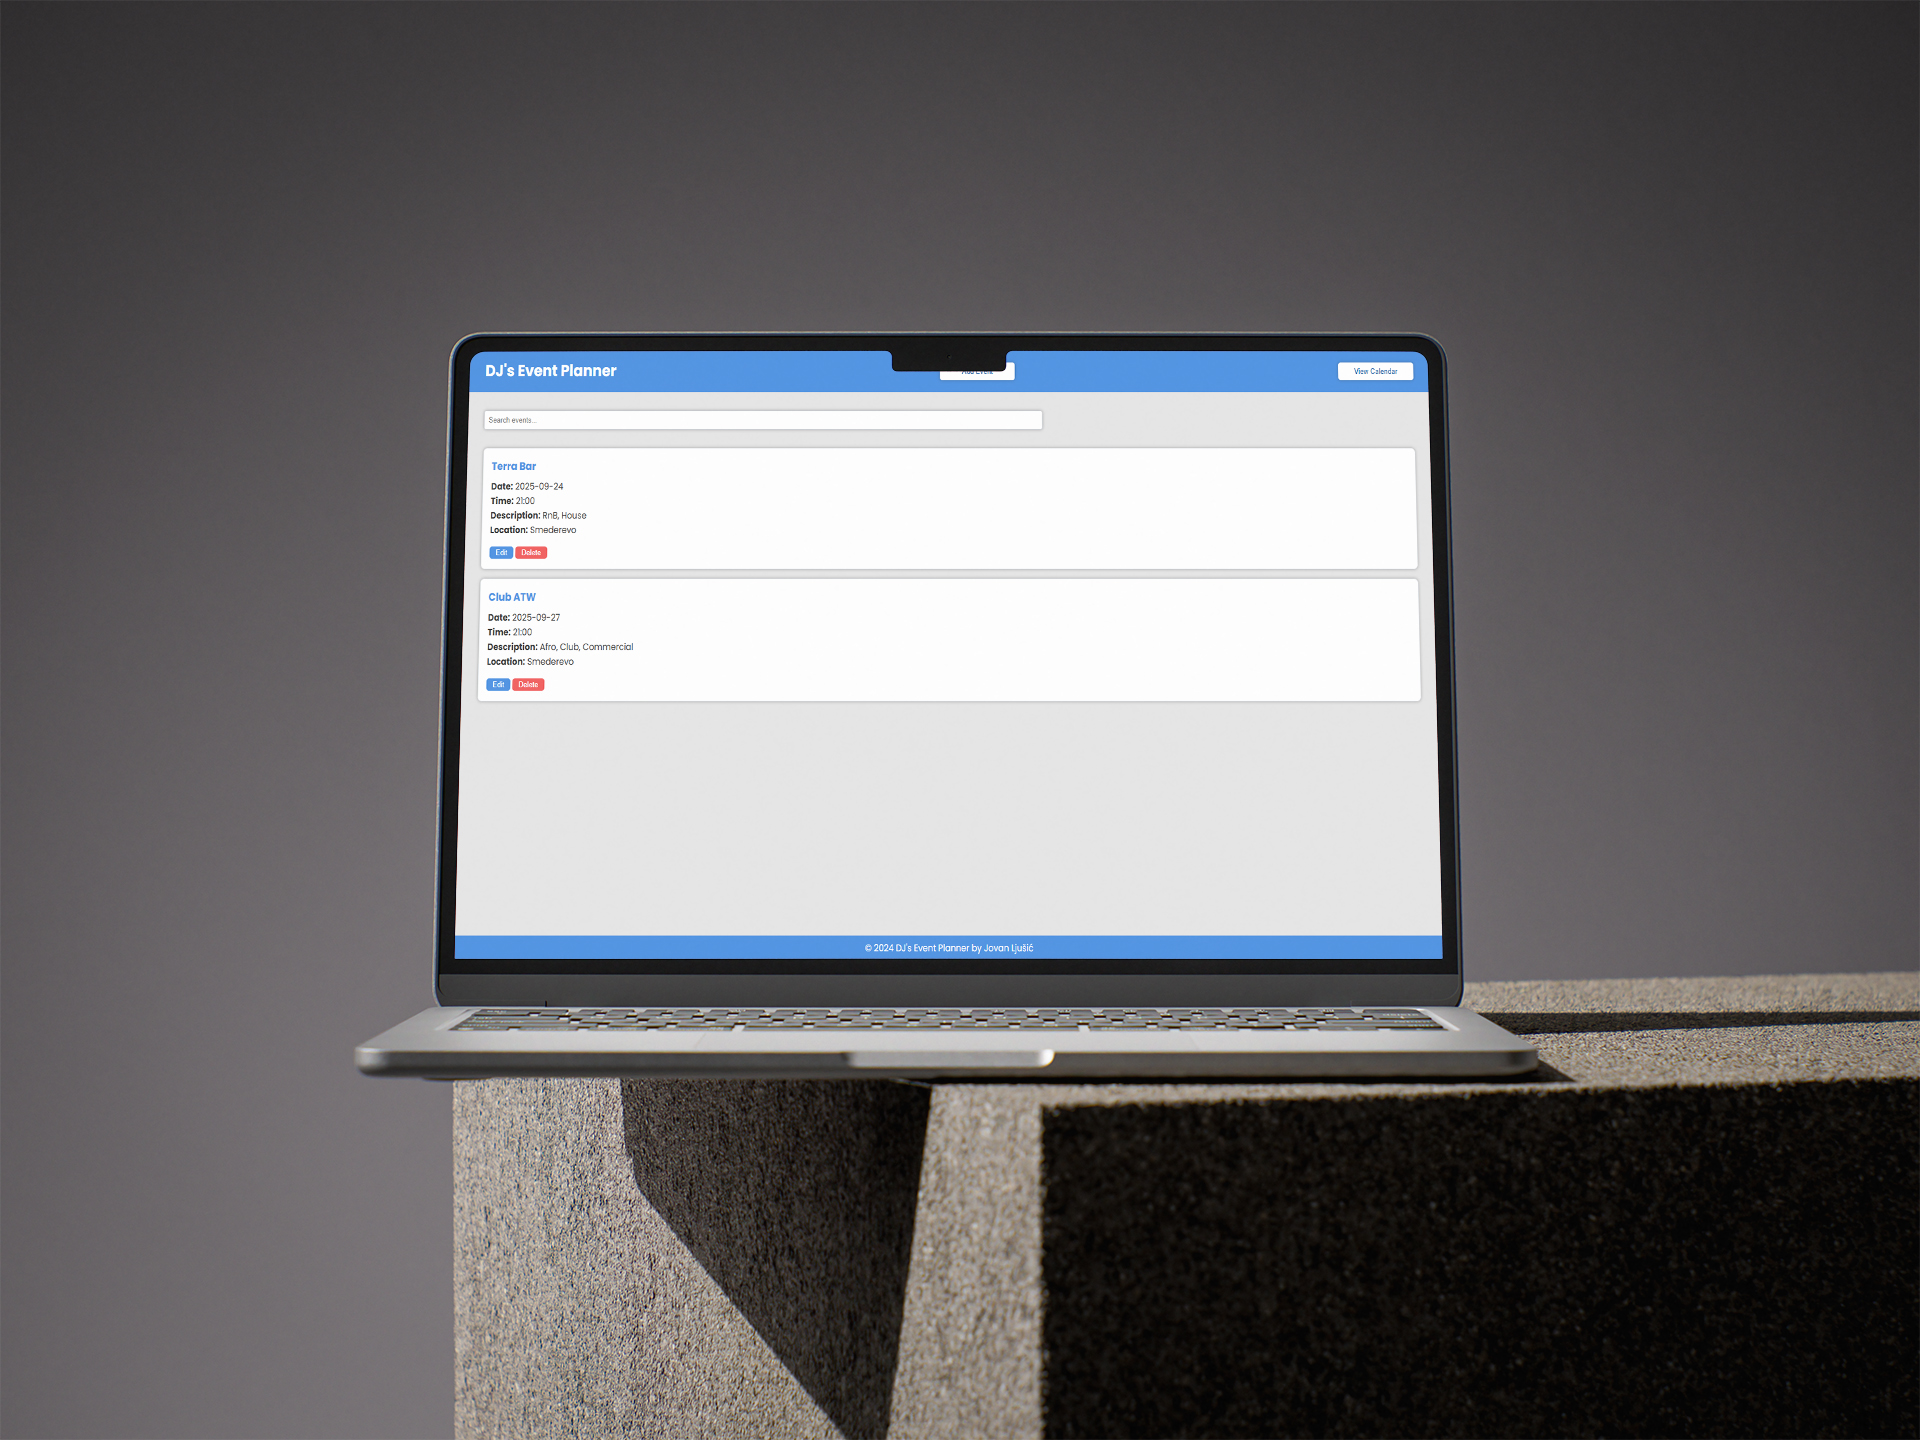 DJ's Event Planner
Add Event
View Calendar
Search events...
Terra Bar
Date: 2025-09-24
Time: 21:00
Description: RnB, House
Location: Smederevo
Edit Delete
Club ATW
Date: 2025-09-27
Time: 21:00
Description: Afro, Club, Commercial
Location: Smederevo
Edit Delete
© 2024 DJ's Event Planner by Jovan Ljušić